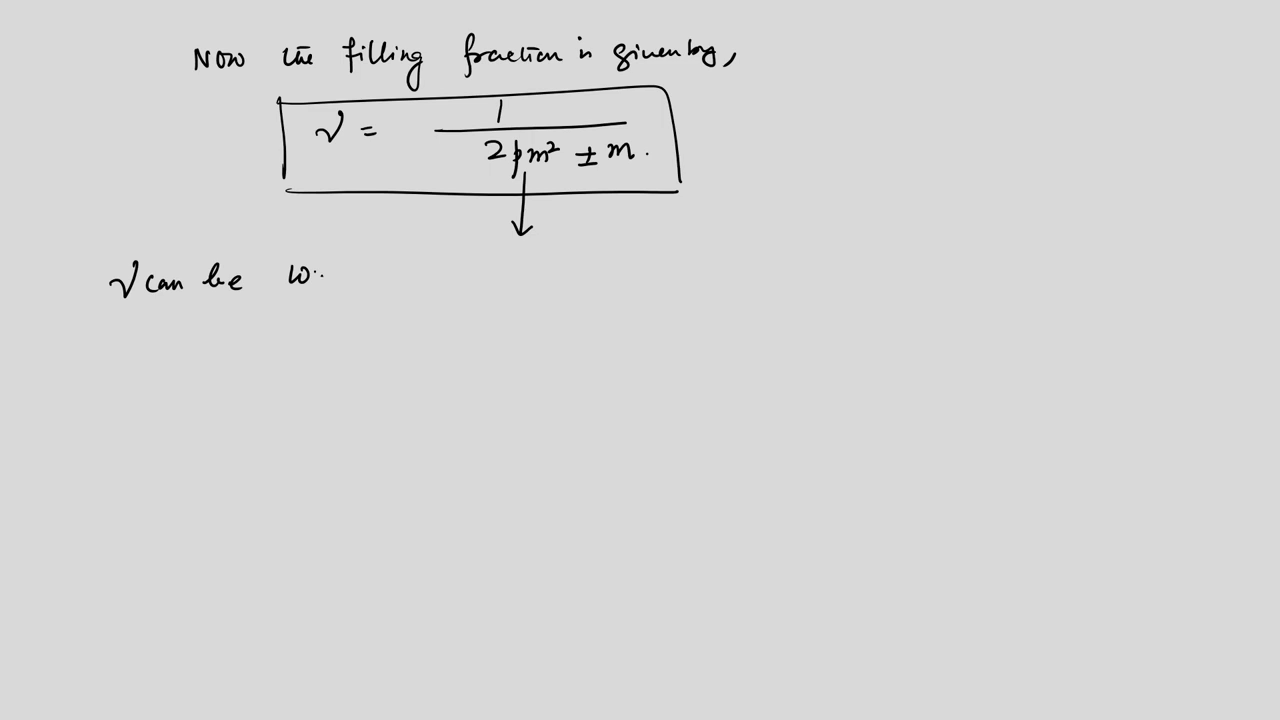 Now the filling fraction is given by,
ν = 1 / 2pm² ± m.
ν can be